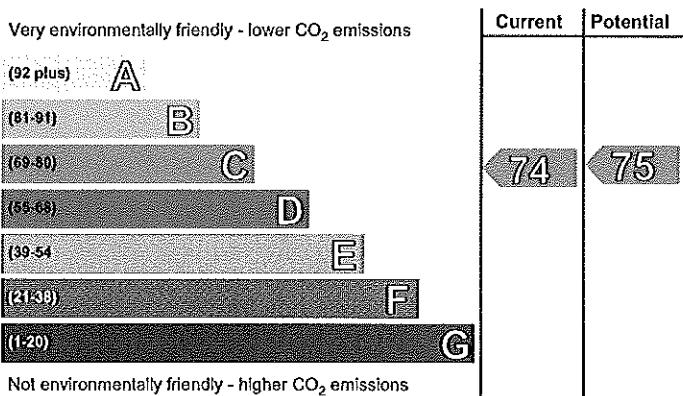 Current Potential
Very environmentally friendly - lower CO2 emissions
(92 plus) A
(81-91) B
(69-80) C 74 75
(55-68) D
(39-54 E
(21-38) F
(1-20) G
Not environmentally friendly - higher CO2 emissions